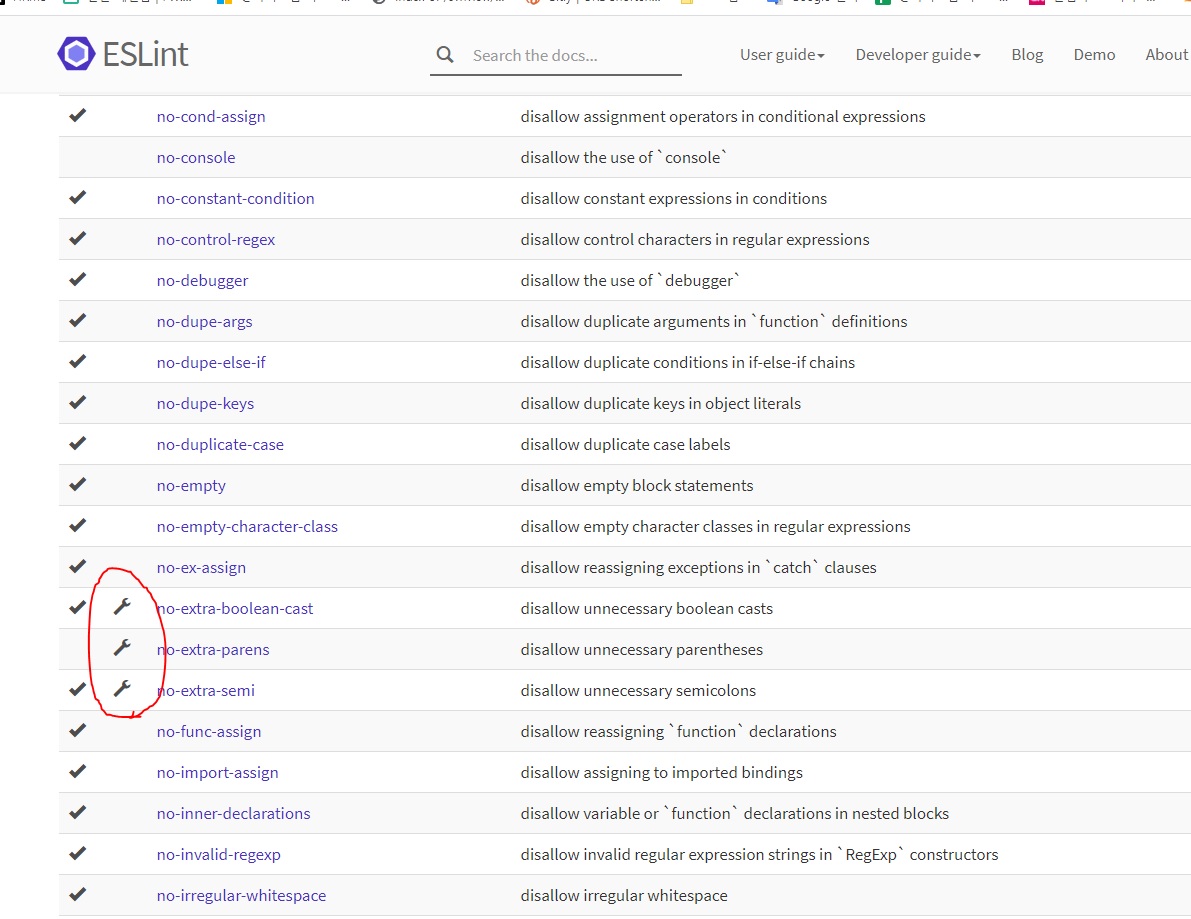 ESLint Search the docs... User guide Developer guide Blog Demo About
no-cond-assign disallow assignment operators in conditional expressions
no-console disallow the use of `console`
no-constant-condition disallow constant expressions in conditions
no-control-regex disallow control characters in regular expressions
no-debugger disallow the use of `debugger`
no-dupe-args disallow duplicate arguments in `function` definitions
no-dupe-else-if disallow duplicate conditions in if-else-if chains
no-dupe-keys disallow duplicate keys in object literals
no-duplicate-case disallow duplicate case labels
no-empty disallow empty block statements
no-empty-character-class disallow empty character classes in regular expressions
no-ex-assign disallow reassigning exceptions in `catch` clauses
no-extra-boolean-cast disallow unnecessary boolean casts
no-extra-parens disallow unnecessary parentheses
no-extra-semi disallow unnecessary semicolons
no-func-assign disallow reassigning `function` declarations
no-import-assign disallow assigning to imported bindings
no-inner-declarations disallow variable or `function` declarations in nested blocks
no-invalid-regexp disallow invalid regular expression strings in `RegExp` constructors
no-irregular-whitespace disallow irregular whitespace